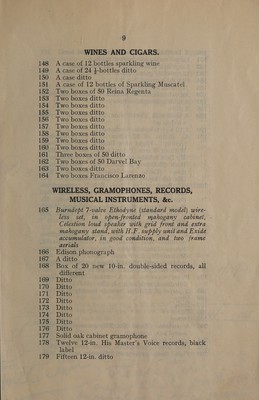 8
WINES AND CIGARS.
148 A case of 12 bottles sparkling wine
149 A case of 24 ½-bottles ditto
150 A case ditto
151 A case of 12 bottles of Sparkling Muscatel
152 Two boxes of 50 Reina Regenta
153 Two boxes ditto
154 Two boxes ditto
155 Two boxes ditto
156 Two boxes ditto
157 Two boxes ditto
158 Two boxes ditto
159 Two boxes ditto
160 Two boxes ditto
161 Three boxes of 50 ditto
162 Two boxes of 50 Darvel Bay
163 Two boxes ditto
164 Two boxes Francisco Larenzo
WIRELESS, GRAMOPHONES, RECORDS,
MUSICAL INSTRUMENTS, &c.
165 Burndept 7-valve Ethodyne (standard model) wire-
less set, in open-fronted mahogany cabinet,
Celestion loud speaker with grid front and extra
mahogany stand, with H.F. supply unit and Exide
accumulator, in good condition, and two frame
aerials
166 Edison phonograph
167 A ditto
168 Box of 20 new 10-in. double-sided records, all
different
169 Ditto
170 Ditto
171 Ditto
172 Ditto
173 Ditto
174 Ditto
175 Ditto
176 Ditto
177 Solid oak cabinet gramophone
178 Twelve 12-in. His Master's Voice records, black
label
179 Fifteen 12-in. ditto